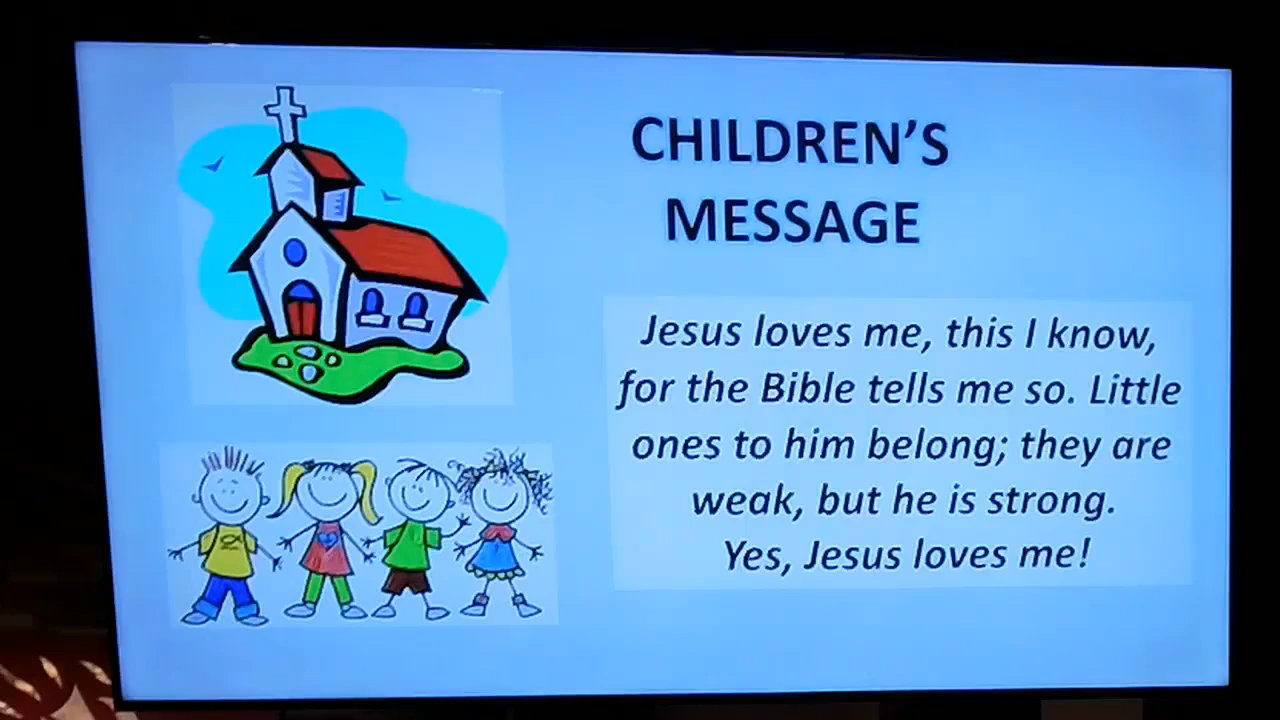 CHILDREN’S
MESSAGE
Jesus loves me, this I know,
for the Bible tells me so. Little
ones to him belong; they are
weak, but he is strong.
Yes, Jesus loves me!